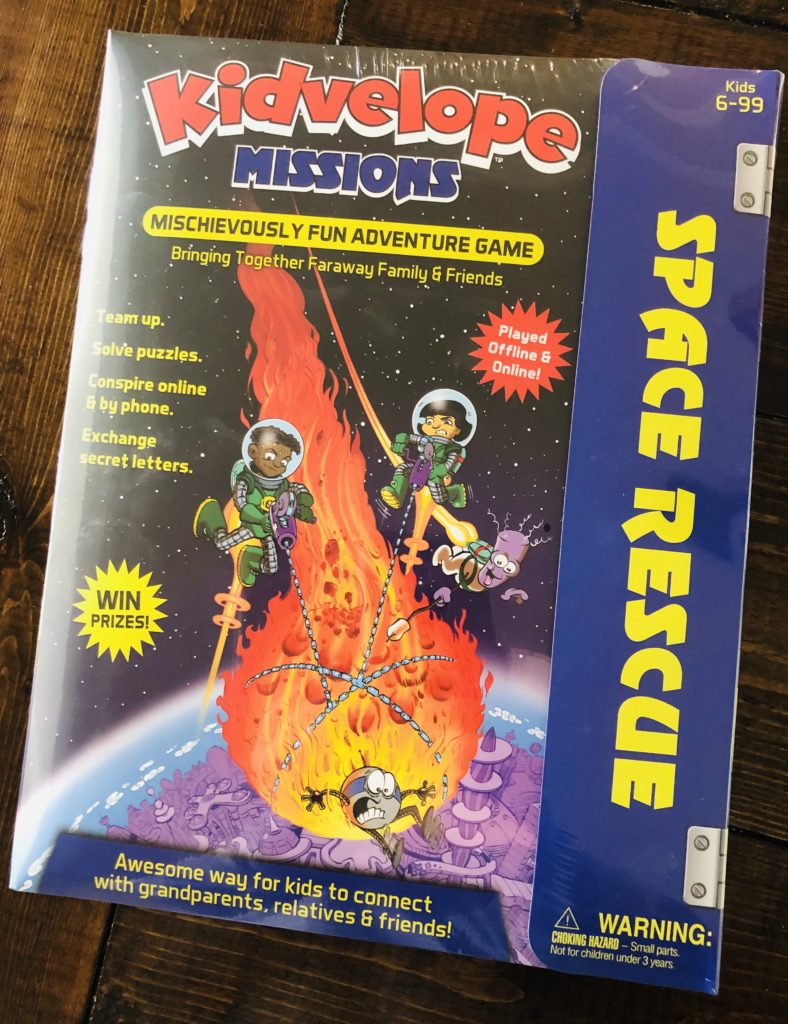 Kidvelope™
MISSIONS
MISCHIEVOUSLY FUN ADVENTURE GAME
Bringing Together Faraway Family & Friends
Team up.
Solve puzzles.
Conspire online
& by phone.
Exchange
secret letters.
Played
Offline &
Online!
WIN
PRIZES!
Awesome way for kids to connect
with grandparents, relatives & friends!
Kids
6-99
SPACE RESCUE
WARNING:
CHOKING HAZARD – Small parts.
Not for children under 3 years.